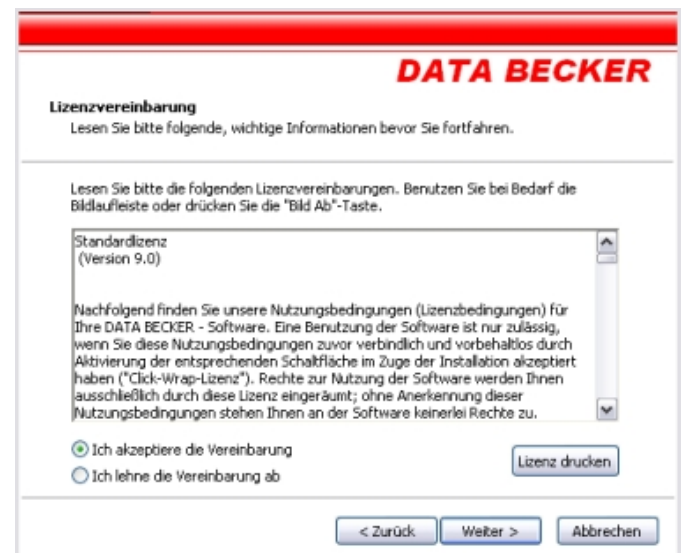 DATA BECKER
Lizenzvereinbarung
Lesen Sie bitte folgende, wichtige Informationen bevor Sie fortfahren.
Lesen Sie bitte die folgenden Lizenzvereinbarungen. Benutzen Sie bei Bedarf die
Bildlaufleiste oder drücken Sie die "Bild Ab"-Taste.
Standardlizenz
(Version 9.0)
Nachfolgend finden Sie unsere Nutzungsbedingungen (Lizenzbedingungen) für
Ihre DATA BECKER - Software. Eine Benutzung der Software ist nur zulässig,
wenn Sie diese Nutzungsbedingungen zuvor verbindlich und vorbehaltlos durch
Aktivierung der entsprechenden Schaltfläche im Zuge der Installation akzeptiert
haben ("Click-Wrap-Lizenz"). Rechte zur Nutzung der Software werden Ihnen
ausschließlich durch diese Lizenz eingeräumt; ohne Anerkennung dieser
Nutzungsbedingungen stehen Ihnen an der Software keinerlei Rechte zu.
Ich akzeptiere die Vereinbarung
Ich lehne die Vereinbarung ab
Lizenz drucken
< Zurück
Weiter >
Abbrechen